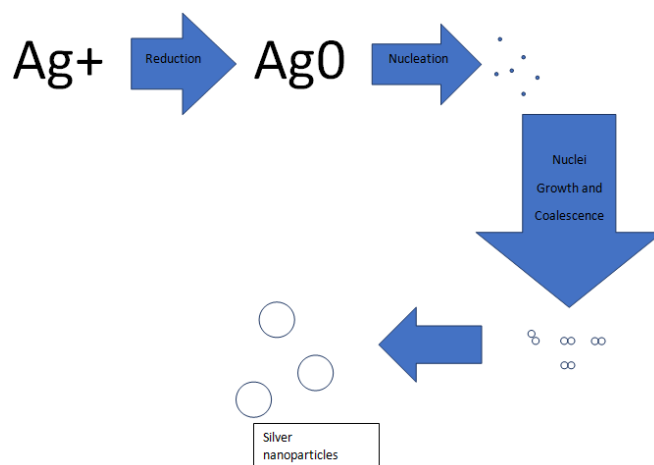 Ag+
Reduction
Ag0
Nucleation
Nuclei
Growth and
Coalescence
Silver
nanoparticles